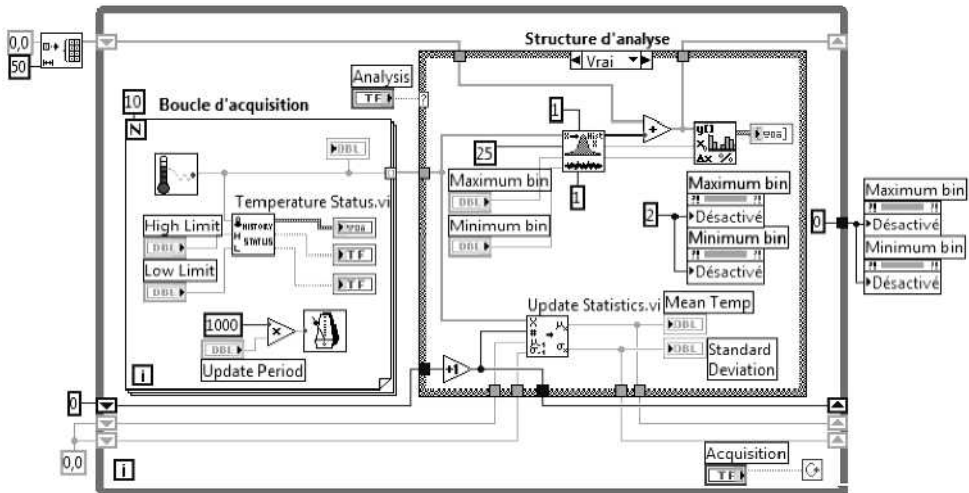 Structure d'analyse
0,0
50
Vrai
Analysis
TF
?
10
Boucle d'acquisition
N
1
DBL
25
Hist
X
+
y[]
Δx %
1
Maximum bin
DBL
Minimum bin
DBL
Temperature Status.vi
High Limit
DBL
HISTORY
H STATUS
L
Low Limit
DBL
TF
TF
Maximum bin
2
Désactivé
Minimum bin
Désactivé
0
Maximum bin
Désactivé
Minimum bin
Désactivé
Update Statistics.vi
Mean Temp
DBL
DBL
Standard
Deviation
1000
×
DBL
Update Period
i
+1
0
0,0
i
Acquisition
TF